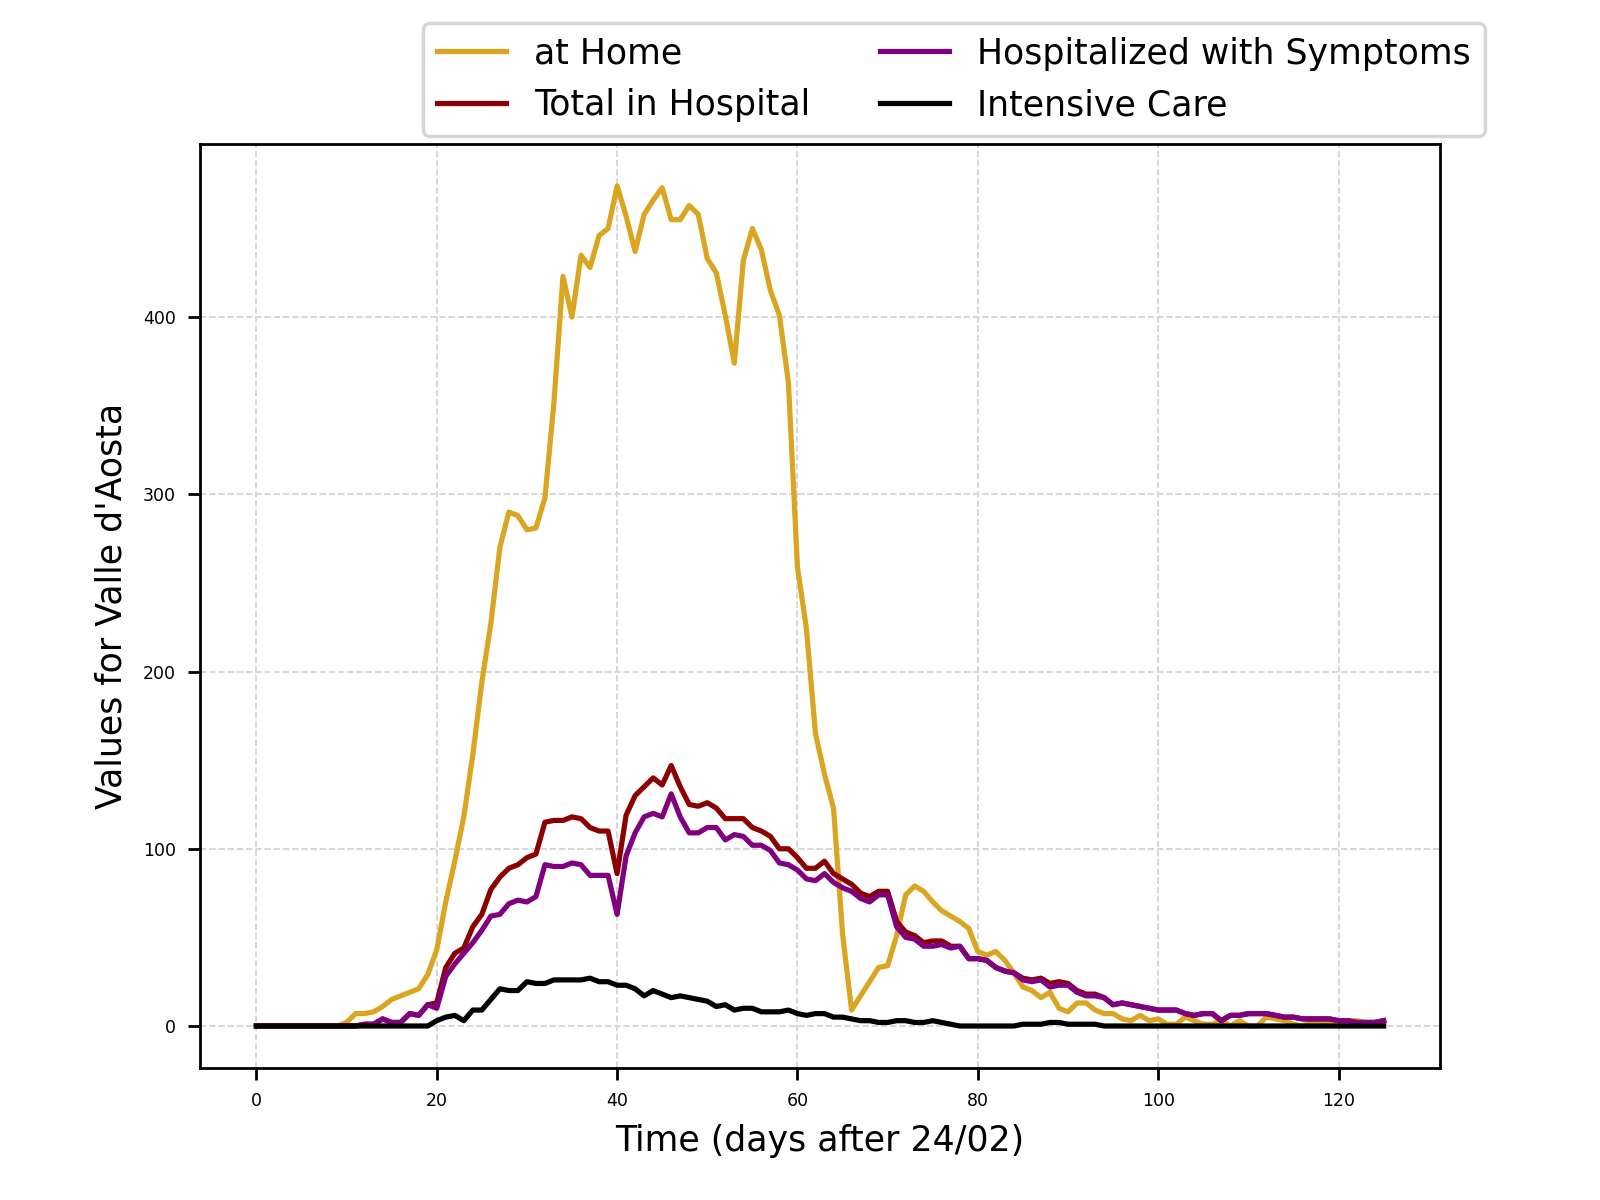 at Home
Total in Hospital
Hospitalized with Symptoms
Intensive Care
Values for Valle d'Aosta
400
300
200
100
0
0 20 40 60 80 100 120
Time (days after 24/02)